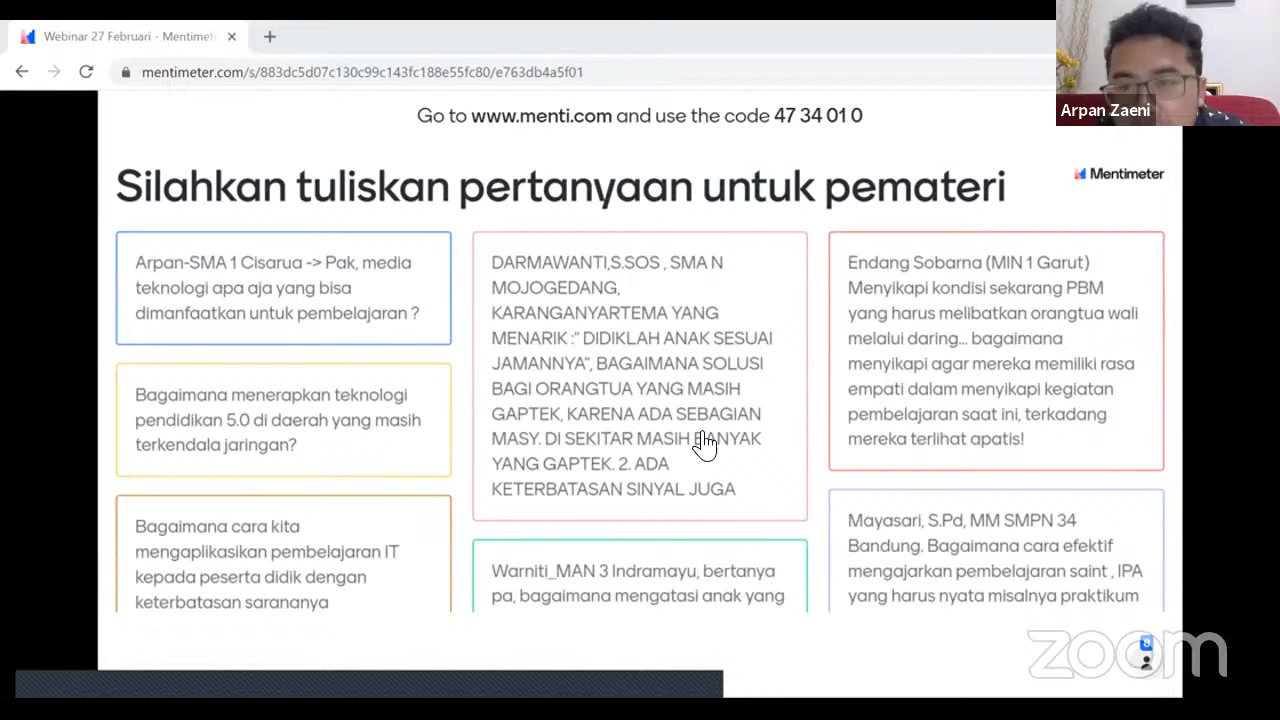 Webinar 27 Februari - Mentimet
mentimeter.com/s/883dc5d07c130c99c143fc188e55fc80/e763db4a5f01
Arpan Zaeni
Go to www.menti.com and use the code 47 34 01 0
Silahkan tuliskan pertanyaan untuk pemateri
Mentimeter
Arpan-SMA 1 Cisarua -> Pak, media
teknologi apa aja yang bisa
dimanfaatkan untuk pembelajaran ?
Bagaimana menerapkan teknologi
pendidikan 5.0 di daerah yang masih
terkendala jaringan?
Bagaimana cara kita
mengaplikasikan pembelajaran IT
kepada peserta didik dengan
keterbatasan sarananya
DARMAWANTI,S.SOS , SMA N
MOJOGEDANG,
KARANGANYARTEMA YANG
MENARIK :" DIDIKLAH ANAK SESUAI
JAMANNYA", BAGAIMANA SOLUSI
BAGI ORANGTUA YANG MASIH
GAPTEK, KARENA ADA SEBAGIAN
MASY. DI SEKITAR MASIH BANYAK
YANG GAPTEK. 2. ADA
KETERBATASAN SINYAL JUGA
Warniti_MAN 3 Indramayu, bertanya
pa, bagaimana mengatasi anak yang
Endang Sobarna (MIN 1 Garut)
Menyikapi kondisi sekarang PBM
yang harus melibatkan orangtua wali
melalui daring... bagaimana
menyikapi agar mereka memiliki rasa
empati dalam menyikapi kegiatan
pembelajaran saat ini, terkadang
mereka terlihat apatis!
Mayasari, S.Pd, MM SMPN 34
Bandung. Bagaimana cara efektif
mengajarkan pembelajaran saint , IPA
yang harus nyata misalnya praktikum
zoom